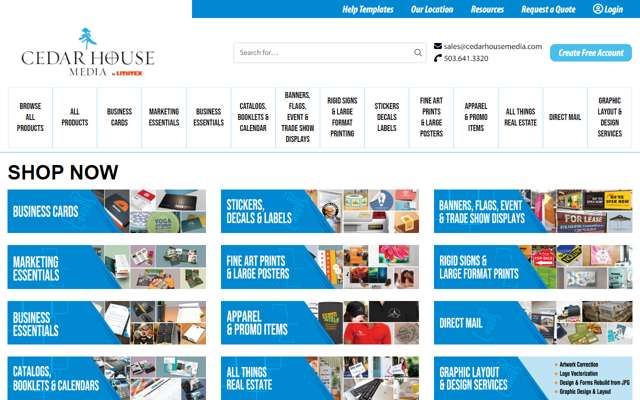 Help Templates
Our Location
Resources
Request a Quote
Login
CEDAR HOUSE
MEDIA by LITHTEX
Search for...
sales@cedarhousemedia.com
503.641.3320
Create Free Account
BROWSE
ALL
PRODUCTS
ALL
PRODUCTS
BUSINESS
CARDS
MARKETING
ESSENTIALS
BUSINESS
ESSENTIALS
CATALOGS,
BOOKLETS &
CALENDAR
BANNERS,
FLAGS,
EVENT &
TRADE SHOW
DISPLAYS
RIGID SIGNS
& LARGE
FORMAT
PRINTING
STICKERS
DECALS
LABELS
FINE ART
PRINTS
& LARGE
POSTERS
APPAREL
& PROMO
ITEMS
ALL THINGS
REAL ESTATE
DIRECT MAIL
GRAPHIC
LAYOUT &
DESIGN
SERVICES
SHOP NOW
BUSINESS CARDS
STICKERS,
DECALS & LABELS
BANNERS, FLAGS, EVENT
& TRADE SHOW DISPLAYS
FOR LEASE
MARKETING
ESSENTIALS
FINE ART PRINTS
& LARGE POSTERS
RIGID SIGNS &
LARGE FORMAT PRINTS
BUSINESS
ESSENTIALS
APPAREL
& PROMO ITEMS
DIRECT MAIL
CATALOGS,
BOOKLETS & CALENDARS
ALL THINGS
REAL ESTATE
GRAPHIC LAYOUT
& DESIGN SERVICES
• Artwork Correction
• Logo Vectorization
• Design & Forms Rebuild from JPG
• Graphic Design & Layout